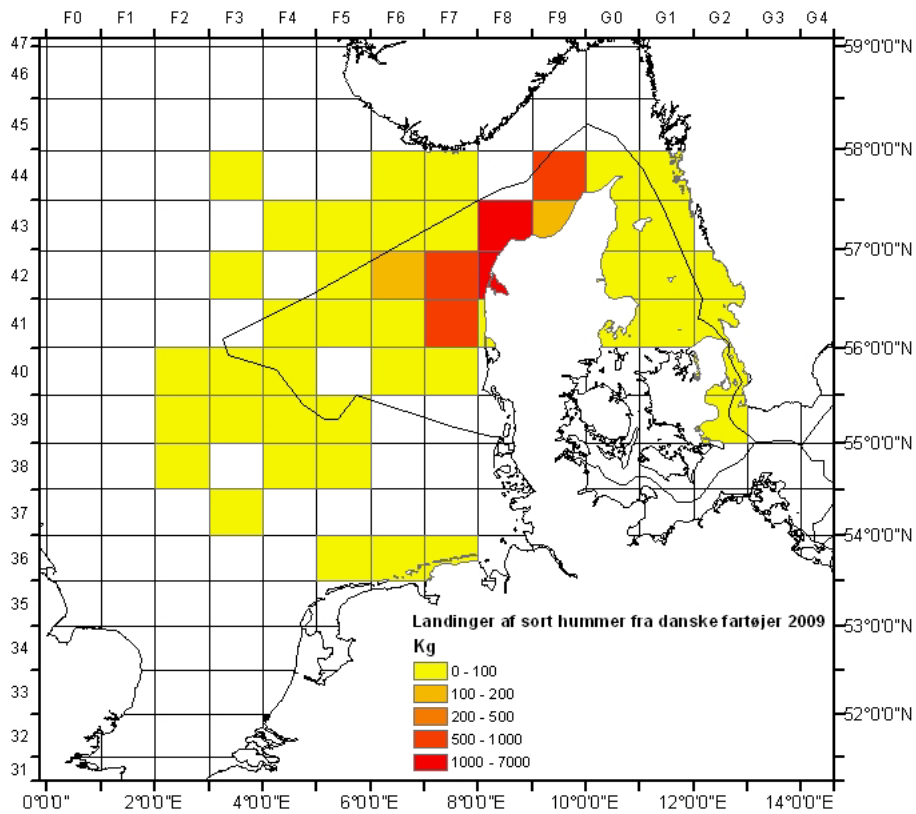 F0 F1 F2 F3 F4 F5 F6 F7 F8 F9 G0 G1 G2 G3 G4
47
59°0'0"N
46
45
58°0'0"N
44
43
57°0'0"N
42
41
56°0'0"N
40
39
55°0'0"N
38
37
54°0'0"N
36
35
Landinger af sort hummer fra danske fartøjer 2009
53°0'0"N
34
Kg
0 - 100
33
100 - 200
52°0'0"N
200 - 500
32
500 - 1000
31
1000 - 7000
0°0'0" 2°0'0"E 4°0'0"E 6°0'0"E 8°0'0"E 10°0'0"E 12°0'0"E 14°0'0"E